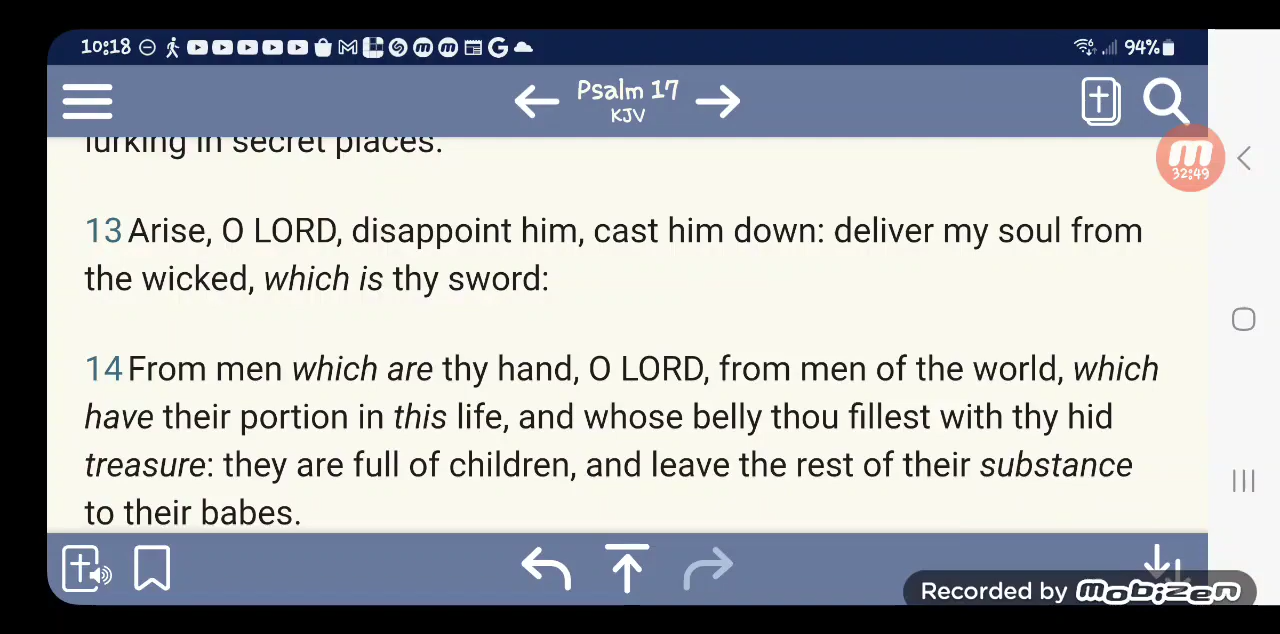 10:18
94%
Psalm 17
KJV
lurking in secret places.
32:49
13 Arise, O LORD, disappoint him, cast him down: deliver my soul from
the wicked, which is thy sword:
14 From men which are thy hand, O LORD, from men of the world, which
have their portion in this life, and whose belly thou fillest with thy hid
treasure: they are full of children, and leave the rest of their substance
to their babes.
Recorded by mobizen